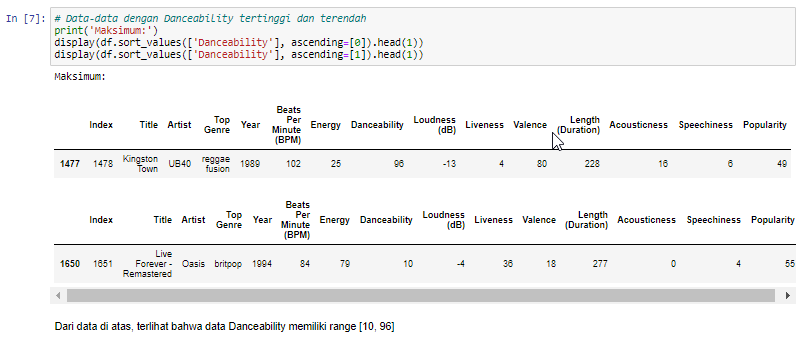 In [7]: # Data-data dengan Danceability tertinggi dan terendah
print('Maksimum:')
display(df.sort_values(['Danceability'], ascending=[0]).head(1))
display(df.sort_values(['Danceability'], ascending=[1]).head(1))
Maksimum:
Index Title Artist Top Genre Year Beats Per Minute (BPM) Energy Danceability Loudness (dB) Liveness Valence Length (Duration) Acousticness Speechiness Popularity
1477 1478 Kingston Town UB40 reggae fusion 1989 102 25 96 -13 4 80 228 16 6 49
Index Title Artist Top Genre Year Beats Per Minute (BPM) Energy Danceability Loudness (dB) Liveness Valence Length (Duration) Acousticness Speechiness Popularity
1650 1651 Live Forever - Remastered Oasis britpop 1994 84 79 10 -4 36 18 277 0 4 55
Dari data di atas, terlihat bahwa data Danceability memiliki range [10, 96]